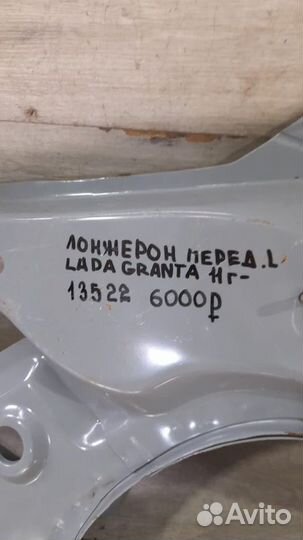 ЛОНЖЕРОН ПЕРЕД. L
LADA GRANTA 11г-
13522 6000₽
Avito